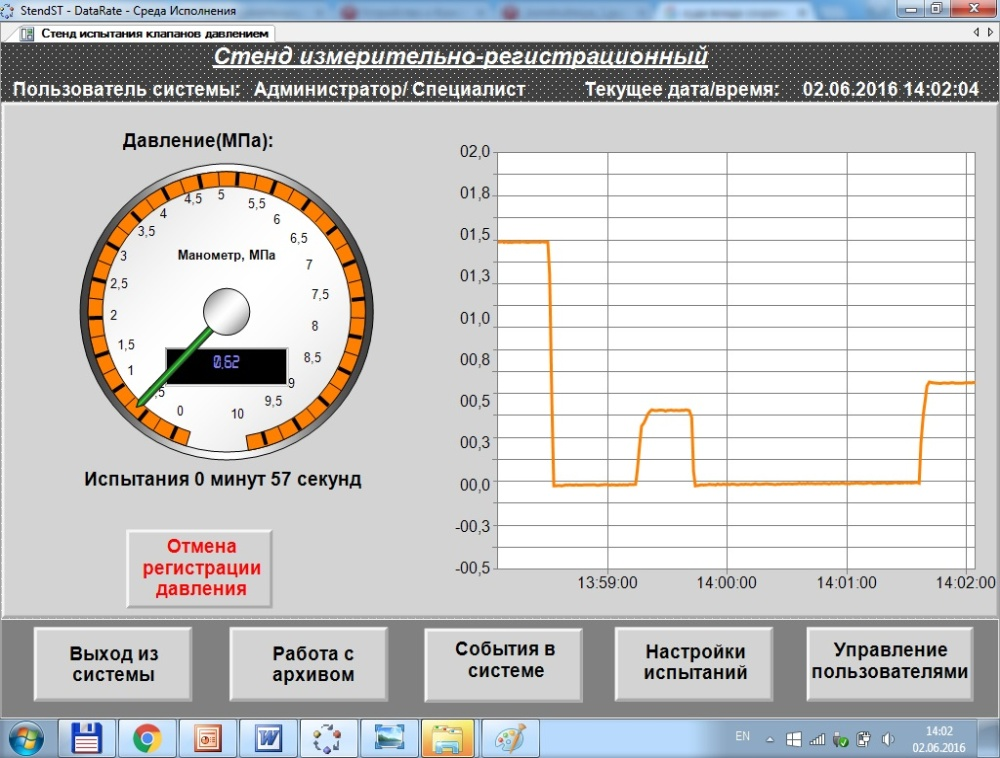 StendST - DataRate - Среда Исполнения
Стенд испытания клапанов давлением
Стенд измерительно-регистрационный
Пользователь системы: Администратор/ Специалист
Текущее дата/время: 02.06.2016 14:02:04
Давление(МПа):
Манометр, МПа
0
1
1,5
2
2,5
3
3,5
4
4,5
5
5,5
6
6,5
7
7,5
8
8,5
9
9,5
10
0,62
Испытания 0 минут 57 секунд
Отмена
регистрации
давления
02,0
01,8
01,5
01,3
01,0
00,8
00,5
00,3
00,0
-00,3
-00,5
13:59:00
14:00:00
14:01:00
14:02:00
Выход из
системы
Работа с
архивом
События в
системе
Настройки
испытаний
Управление
пользователями
EN
14:02
02.06.2016